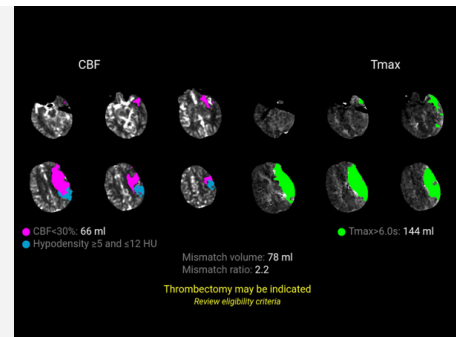 CBF
Tmax
CBF<30%: 66 ml
Hypodensity ≥5 and ≤12 HU
Tmax>6.0s: 144 ml
Mismatch volume: 78 ml
Mismatch ratio: 2.2
Thrombectomy may be indicated
Review eligibility criteria